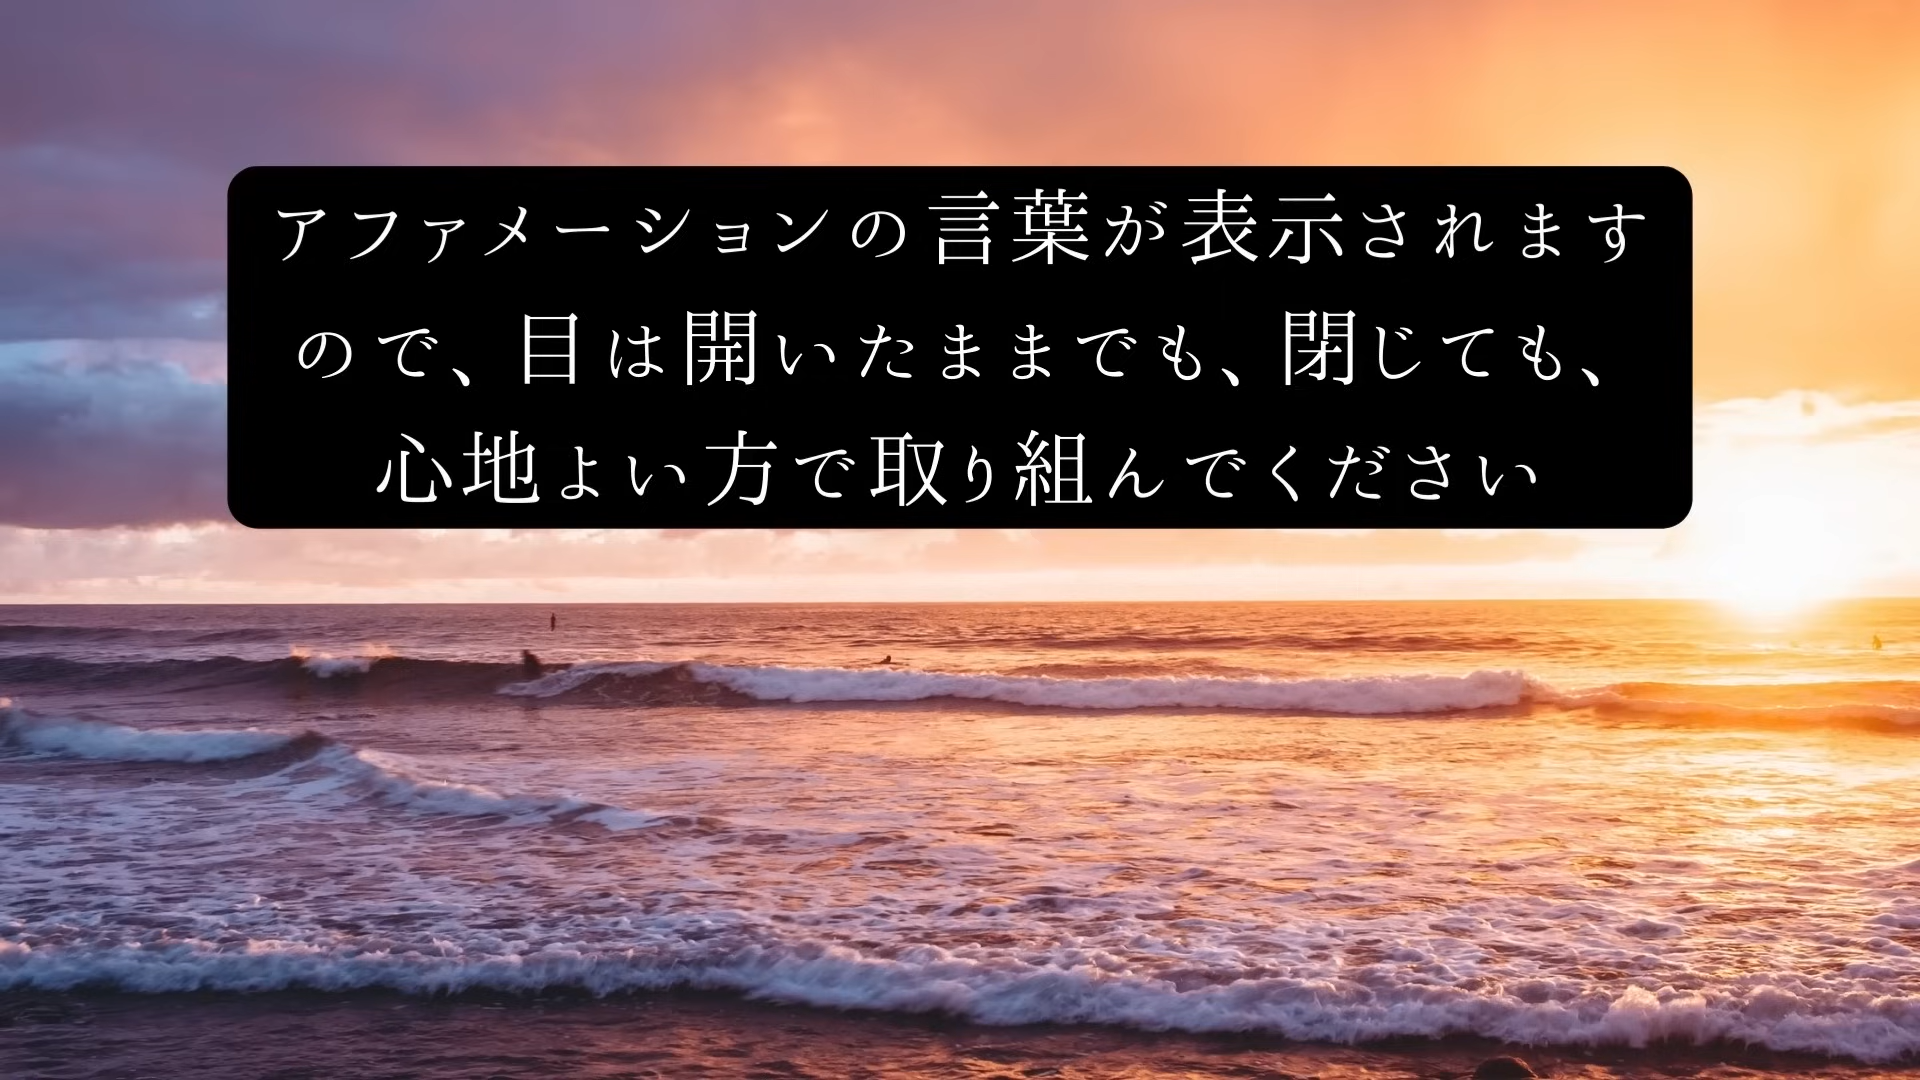 アファメーションの言葉が表示されます
ので、目は開いたままでも、閉じても、
心地よい方で取り組んでください